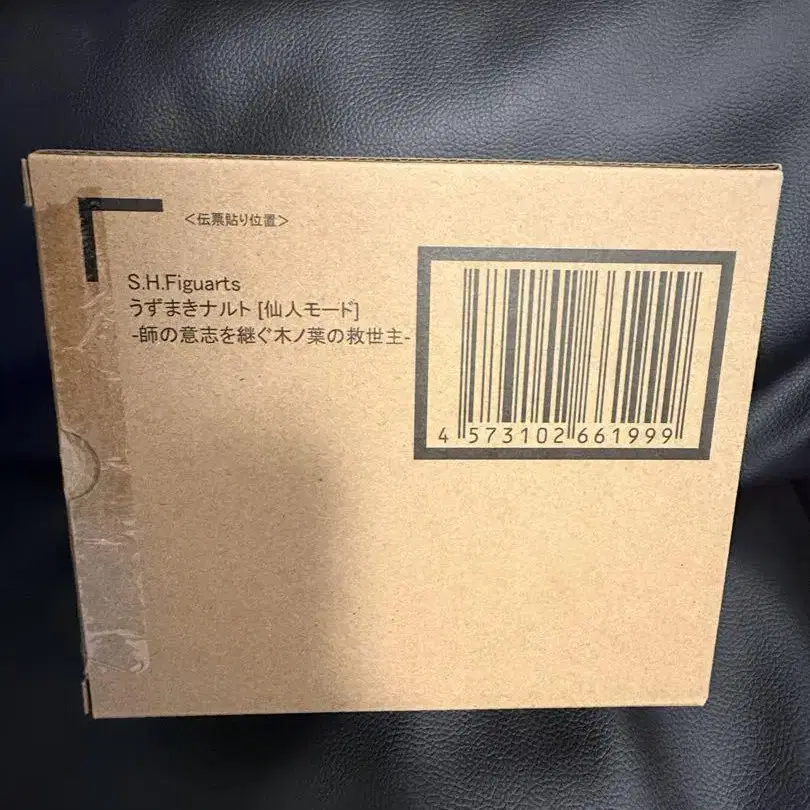 ＜伝票貼り位置＞
S.H.Figuarts
うずまきナルト [仙人モード]
-師の意志を継ぐ木ノ葉の救世主-
4 573102 661999